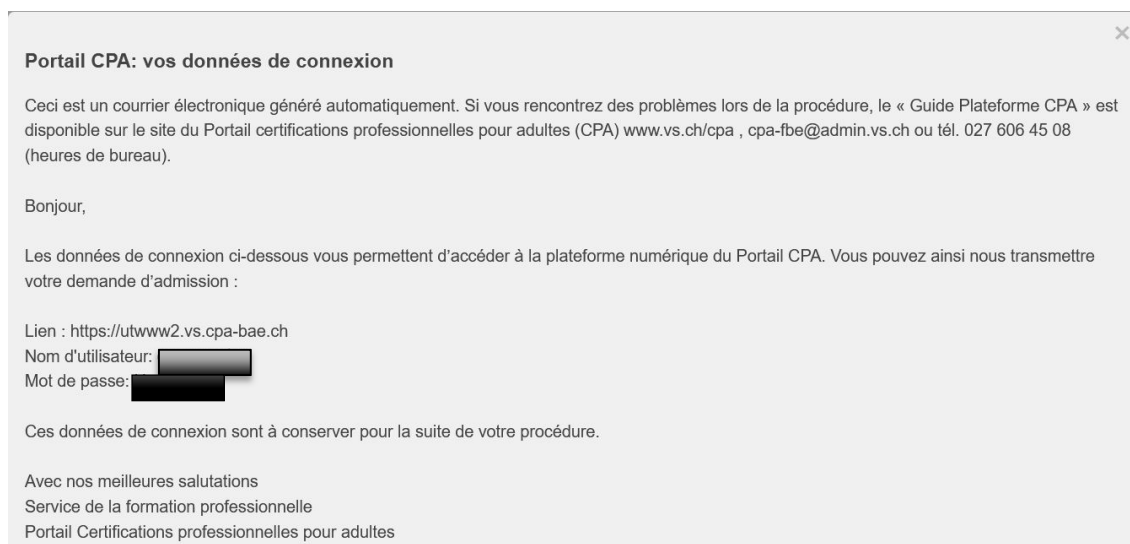 Portail CPA: vos données de connexion
Ceci est un courrier électronique généré automatiquement. Si vous rencontrez des problèmes lors de la procédure, le « Guide Plateforme CPA » est
disponible sur le site du Portail certifications professionnelles pour adultes (CPA) www.vs.ch/cpa , cpa-fbe@admin.vs.ch ou tél. 027 606 45 08
(heures de bureau).
Bonjour,
Les données de connexion ci-dessous vous permettent d'accéder à la plateforme numérique du Portail CPA. Vous pouvez ainsi nous transmettre
votre demande d'admission :
Lien : https://utwww2.vs.cpa-bae.ch
Nom d'utilisateur:
Mot de passe:
Ces données de connexion sont à conserver pour la suite de votre procédure.
Avec nos meilleures salutations
Service de la formation professionnelle
Portail Certifications professionnelles pour adultes